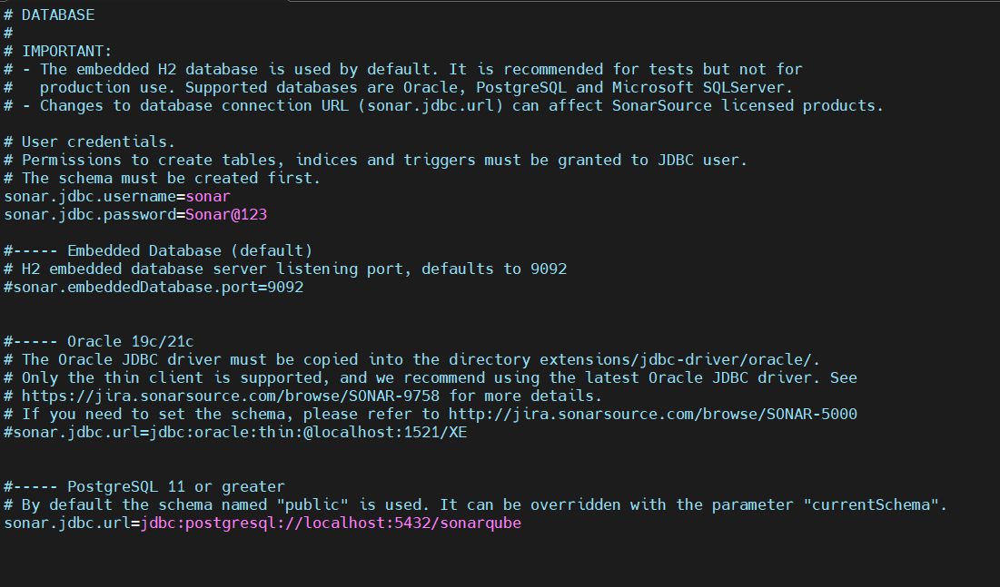 # DATABASE
#
# IMPORTANT:
# - The embedded H2 database is used by default. It is recommended for tests but not for
#   production use. Supported databases are Oracle, PostgreSQL and Microsoft SQLServer.
# - Changes to database connection URL (sonar.jdbc.url) can affect SonarSource licensed products.

# User credentials.
# Permissions to create tables, indices and triggers must be granted to JDBC user.
# The schema must be created first.
sonar.jdbc.username=sonar
sonar.jdbc.password=Sonar@123

#----- Embedded Database (default)
# H2 embedded database server listening port, defaults to 9092
#sonar.embeddedDatabase.port=9092

#----- Oracle 19c/21c
# The Oracle JDBC driver must be copied into the directory extensions/jdbc-driver/oracle/.
# Only the thin client is supported, and we recommend using the latest Oracle JDBC driver. See
# https://jira.sonarsource.com/browse/SONAR-9758 for more details.
# If you need to set the schema, please refer to http://jira.sonarsource.com/browse/SONAR-5000
#sonar.jdbc.url=jdbc:oracle:thin:@localhost:1521/XE

#----- PostgreSQL 11 or greater
# By default the schema named "public" is used. It can be overridden with the parameter "currentSchema".
sonar.jdbc.url=jdbc:postgresql://localhost:5432/sonarqube